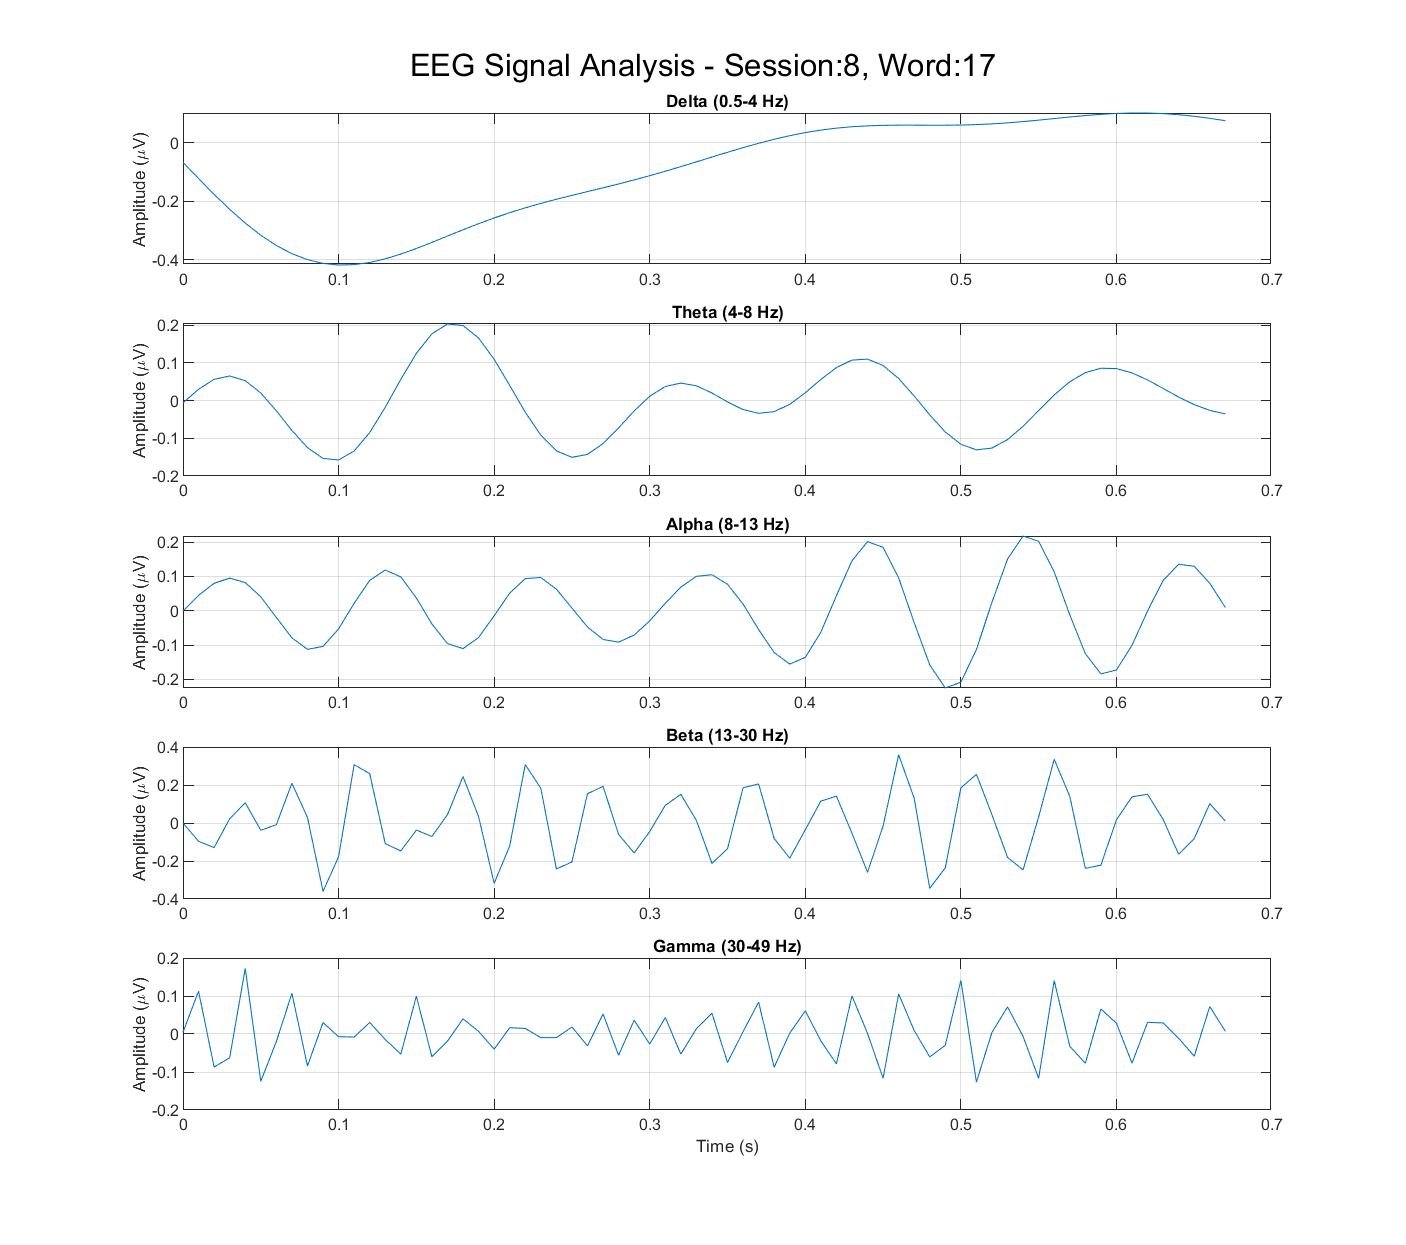 EEG Signal Analysis - Session:8, Word:17
Delta (0.5-4 Hz)
Amplitude (μV)
0
-0.2
-0.4
0 0.1 0.2 0.3 0.4 0.5 0.6 0.7
Theta (4-8 Hz)
Amplitude (μV)
0.2
0.1
0
-0.1
-0.2
0 0.1 0.2 0.3 0.4 0.5 0.6 0.7
Alpha (8-13 Hz)
Amplitude (μV)
0.2
0.1
0
-0.1
-0.2
0 0.1 0.2 0.3 0.4 0.5 0.6 0.7
Beta (13-30 Hz)
Amplitude (μV)
0.4
0.2
0
-0.2
-0.4
0 0.1 0.2 0.3 0.4 0.5 0.6 0.7
Gamma (30-49 Hz)
Amplitude (μV)
0.2
0.1
0
-0.1
-0.2
0 0.1 0.2 0.3 0.4 0.5 0.6 0.7
Time (s)